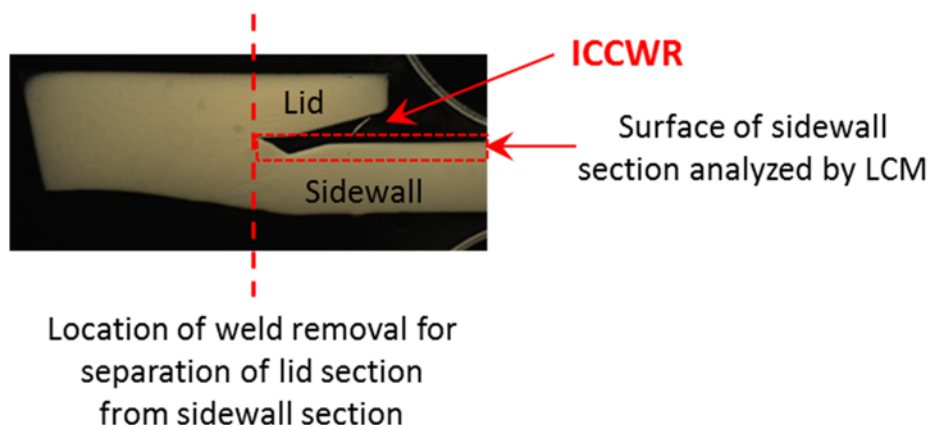 ICCWR
Lid
Surface of sidewall
section analyzed by LCM
Sidewall
Location of weld removal for
separation of lid section
from sidewall section